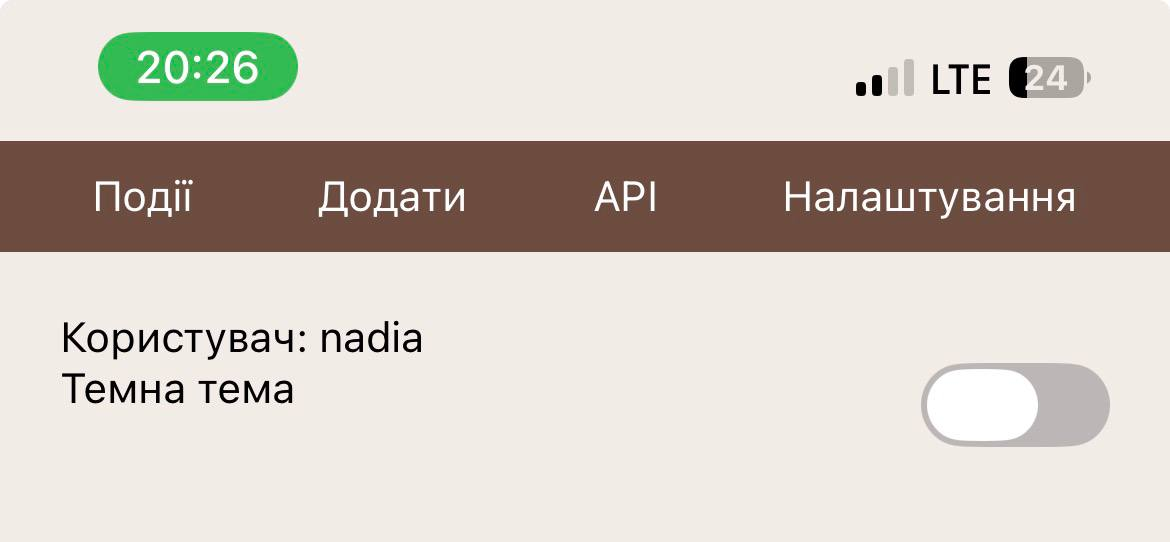 20:26 LTE 24
Події Додати API Налаштування
Користувач: nadia
Темна тема